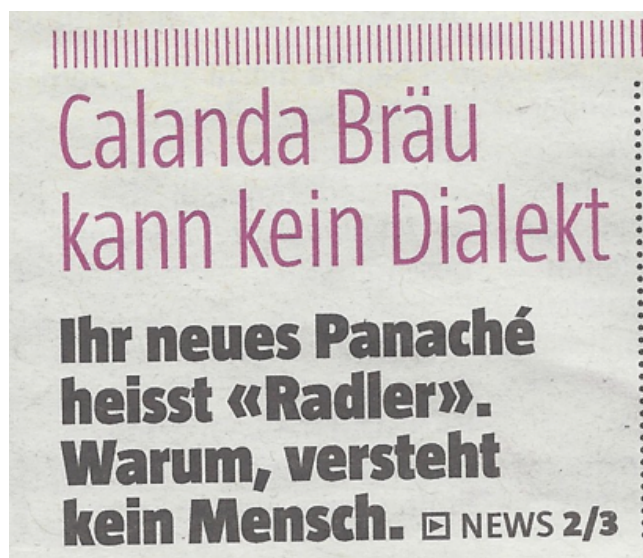 Calanda Bräu
kann kein Dialekt
Ihr neues Panaché
heisst «Radler».
Warum, versteht
kein Mensch. NEWS 2/3